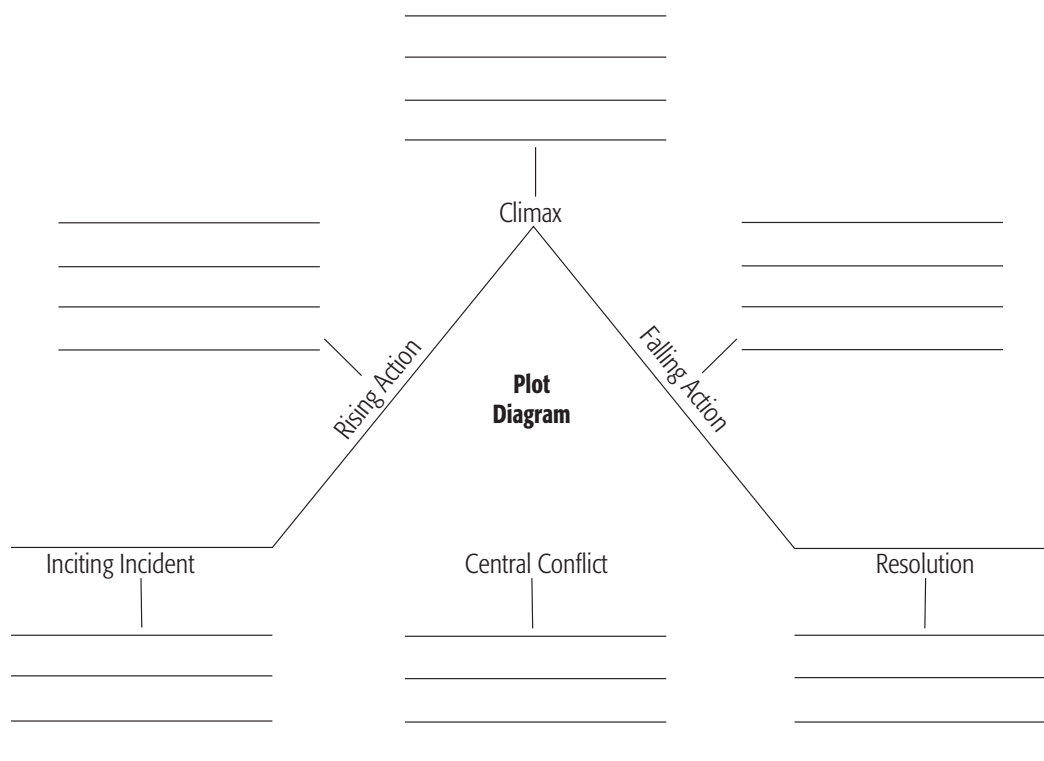 Climax
Rising Action
Falling Action
Plot
Diagram
Inciting Incident
Central Conflict
Resolution